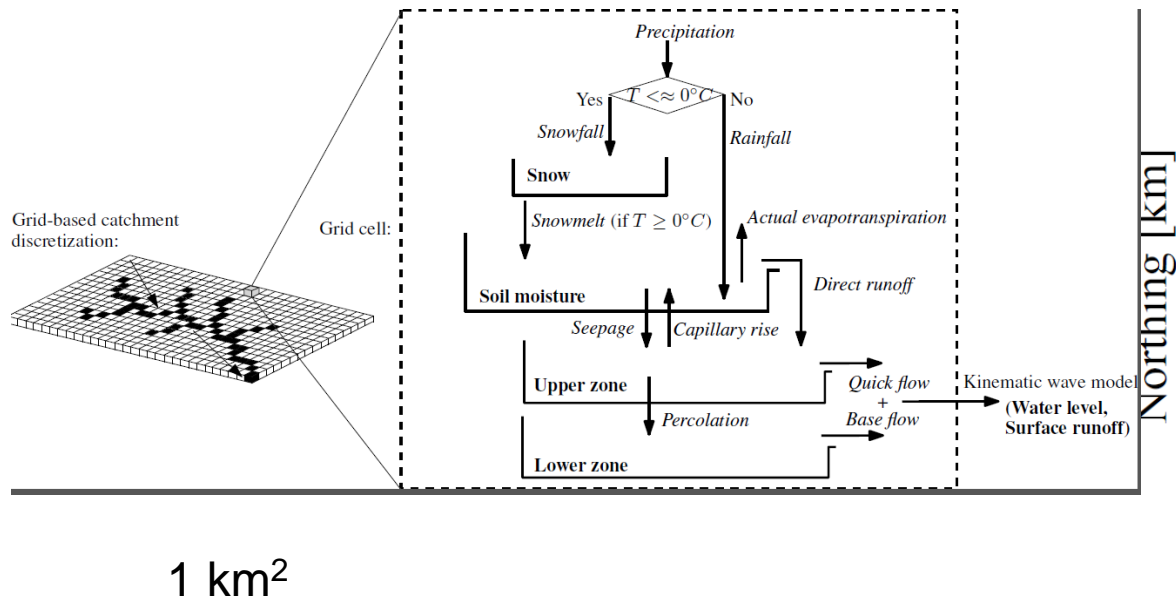 Precipitation
Yes
T <≈ 0°C
No
Snowfall
Rainfall
Snow
Grid-based catchment
discretization:
Grid cell:
Snowmelt (if T ≥ 0°C)
Actual evapotranspiration
Soil moisture
Direct runoff
Seepage
Capillary rise
Upper zone
Quick flow
+
Base flow
Kinematic wave model
(Water level,
Surface runoff)
Percolation
Lower zone
Northing [km]
1 km²